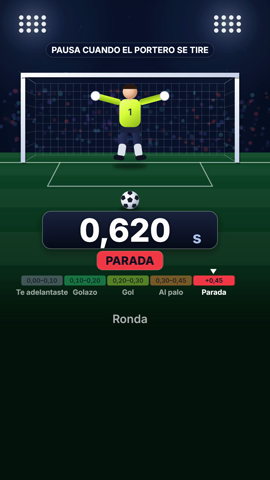 PAUSA CUANDO EL PORTERO SE TIRE
1
0,620 s
PARADA
0,00-0,10 0,10-0,20 0,20-0,30 0,30-0,45 +0,45
Te adelantaste Golazo Gol Al palo Parada
Ronda